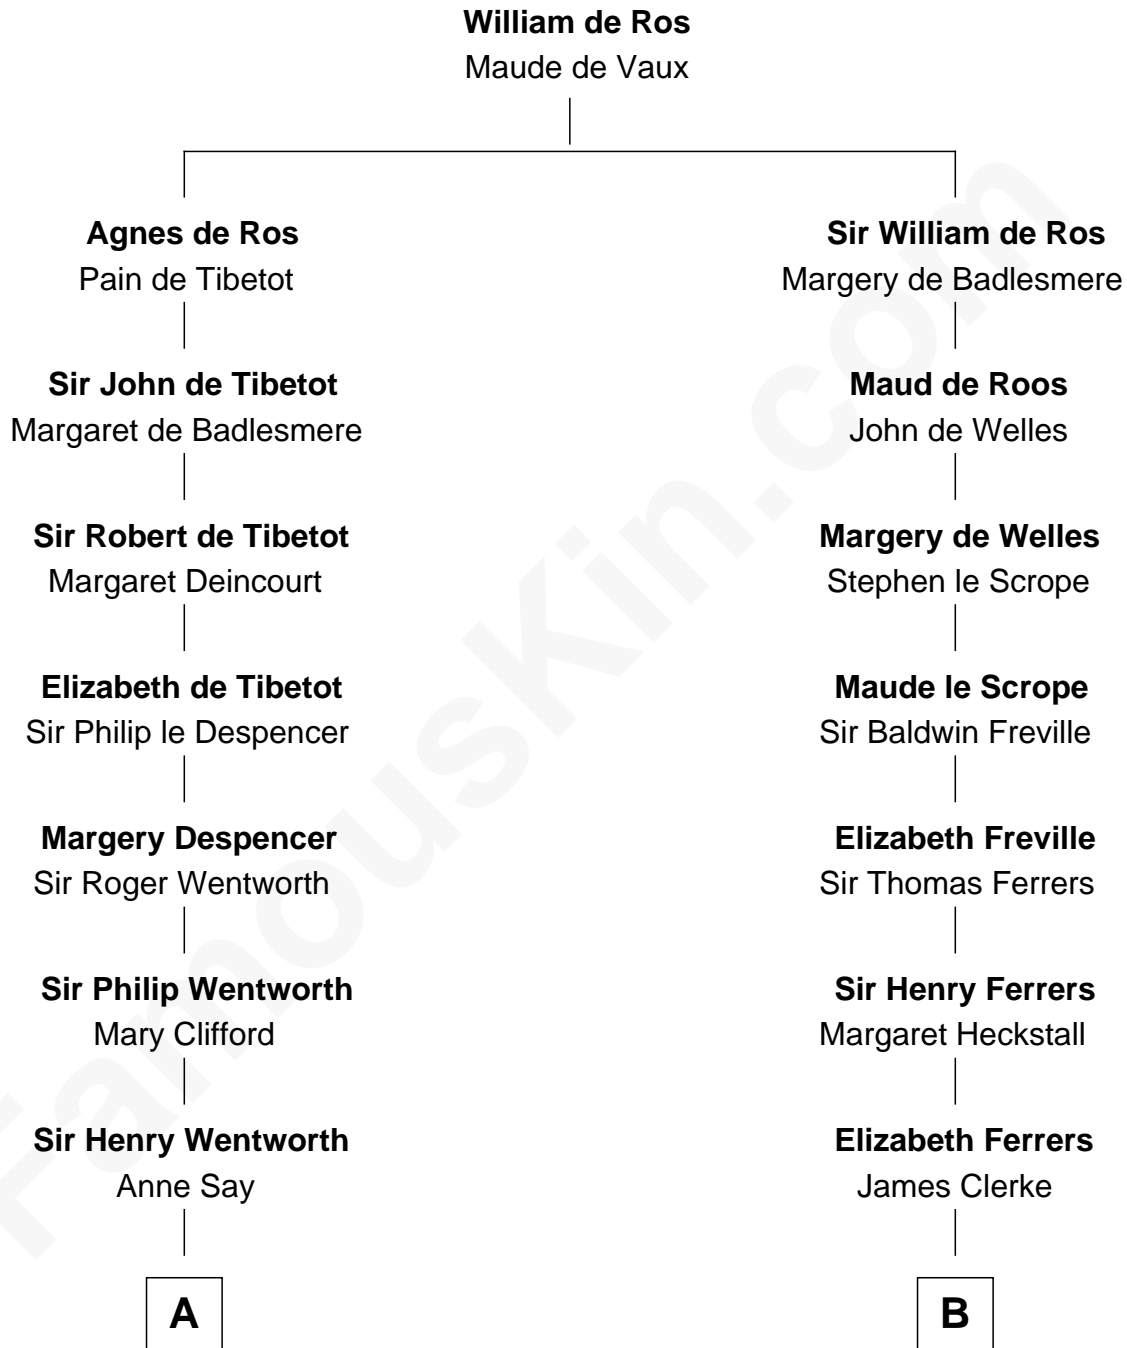 William de Ros
Maude de Vaux
Agnes de Ros
Pain de Tibetot
Sir John de Tibetot
Margaret de Badlesmere
Sir Robert de Tibetot
Margaret Deincourt
Elizabeth de Tibetot
Sir Philip le Despencer
Margery Despencer
Sir Roger Wentworth
Sir Philip Wentworth
Mary Clifford
Sir Henry Wentworth
Anne Say
A
Sir William de Ros
Margery de Badlesmere
Maud de Roos
John de Welles
Margery de Welles
Stephen le Scrope
Maude le Scrope
Sir Baldwin Freville
Elizabeth Freville
Sir Thomas Ferrers
Sir Henry Ferrers
Margaret Heckstall
Elizabeth Ferrers
James Clerke
B
FamousKin.com